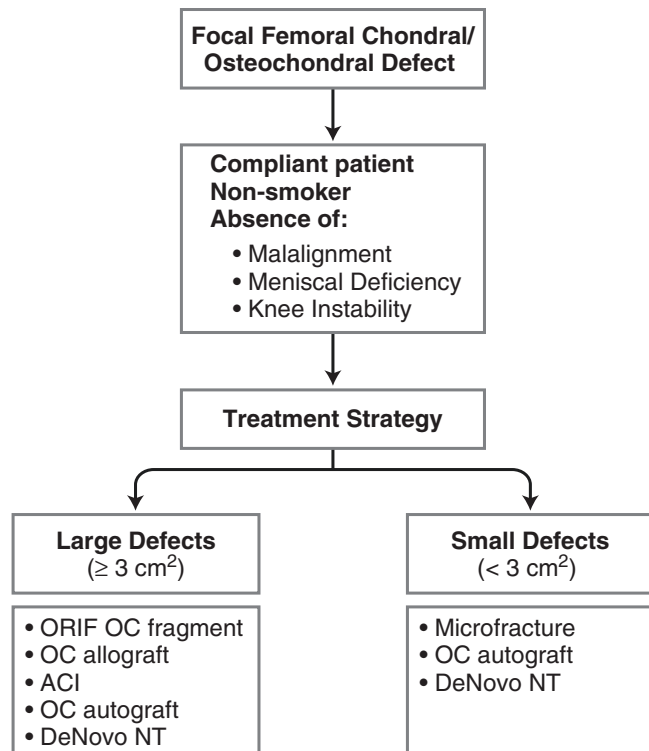 Focal Femoral Chondral/
Osteochondral Defect
Compliant patient
Non-smoker
Absence of:
• Malalignment
• Meniscal Deficiency
• Knee Instability
Treatment Strategy
Large Defects
(≥ 3 cm²)
• ORIF OC fragment
• OC allograft
• ACI
• OC autograft
• DeNovo NT
Small Defects
(< 3 cm²)
• Microfracture
• OC autograft
• DeNovo NT